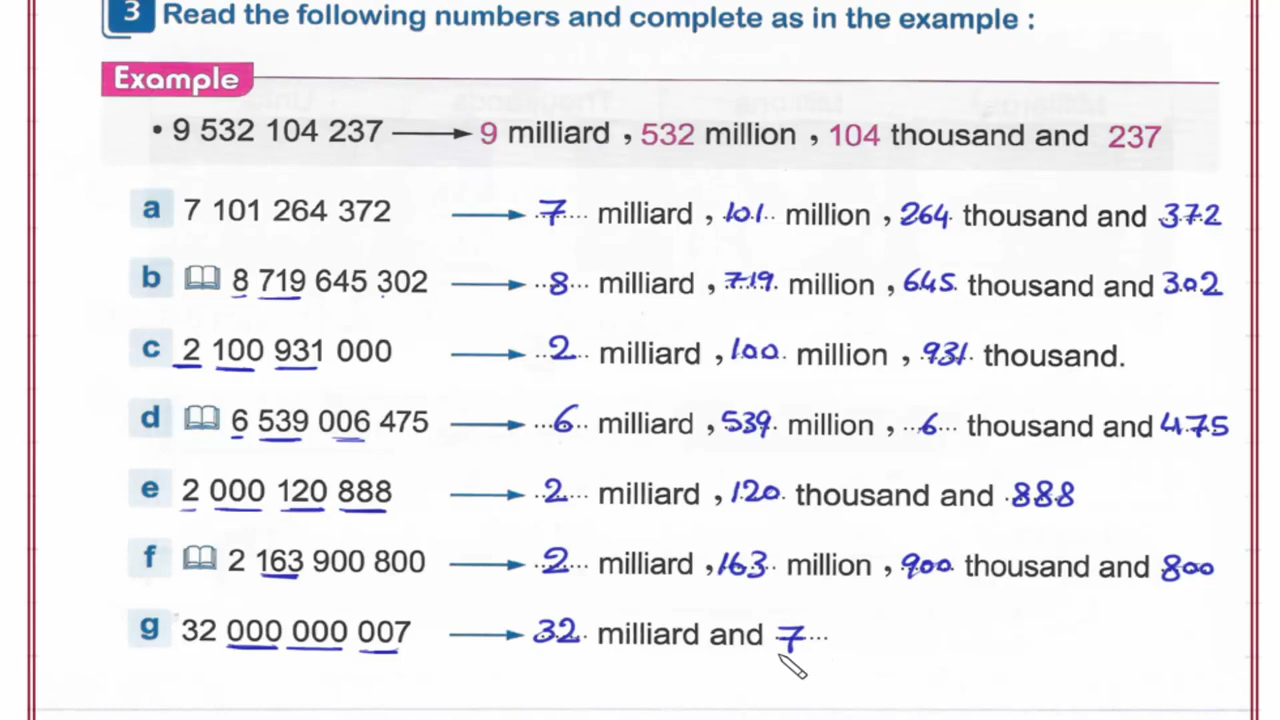 3 Read the following numbers and complete as in the example :
Example
• 9 532 104 237 → 9 milliard , 532 million , 104 thousand and 237
a 7 101 264 372 → 7 milliard , 101 million , 264 thousand and 372
b 8 719 645 302 → 8 milliard , 719 million , 645 thousand and 302
c 2 100 931 000 → 2 milliard , 100 million , 931 thousand.
d 6 539 006 475 → 6 milliard , 539 million , 6 thousand and 475
e 2 000 120 888 → 2 milliard , 120 thousand and 888
f 2 163 900 800 → 2 milliard , 163 million , 900 thousand and 800
g 32 000 000 007 → 32 milliard and 7